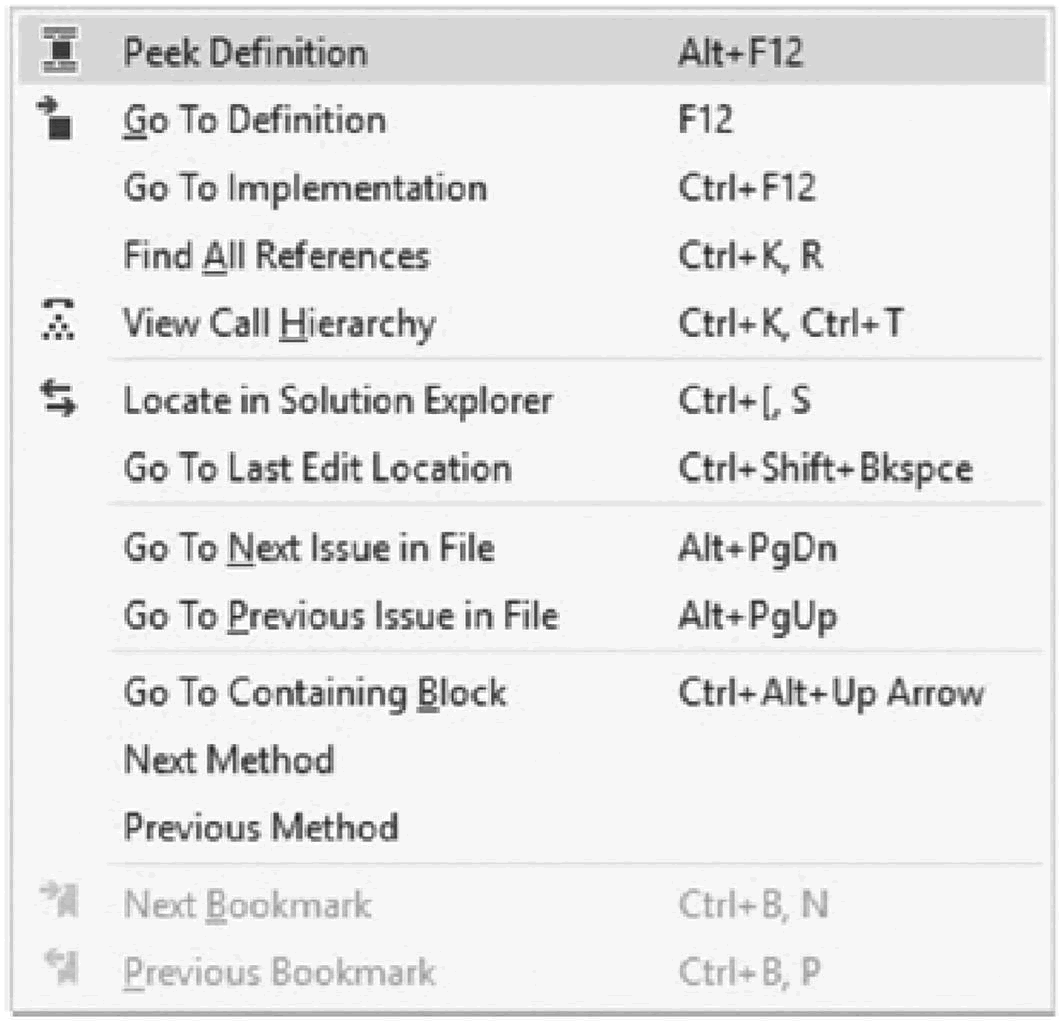 Peek Definition Alt+F12
Go To Definition F12
Go To Implementation Ctrl+F12
Find All References Ctrl+K, R
View Call Hierarchy Ctrl+K, Ctrl+T
Locate in Solution Explorer Ctrl+[, S
Go To Last Edit Location Ctrl+Shift+Bkspce
Go To Next Issue in File Alt+PgDn
Go To Previous Issue in File Alt+PgUp
Go To Containing Block Ctrl+Alt+Up Arrow
Next Method
Previous Method
Next Bookmark Ctrl+B, N
Previous Bookmark Ctrl+B, P